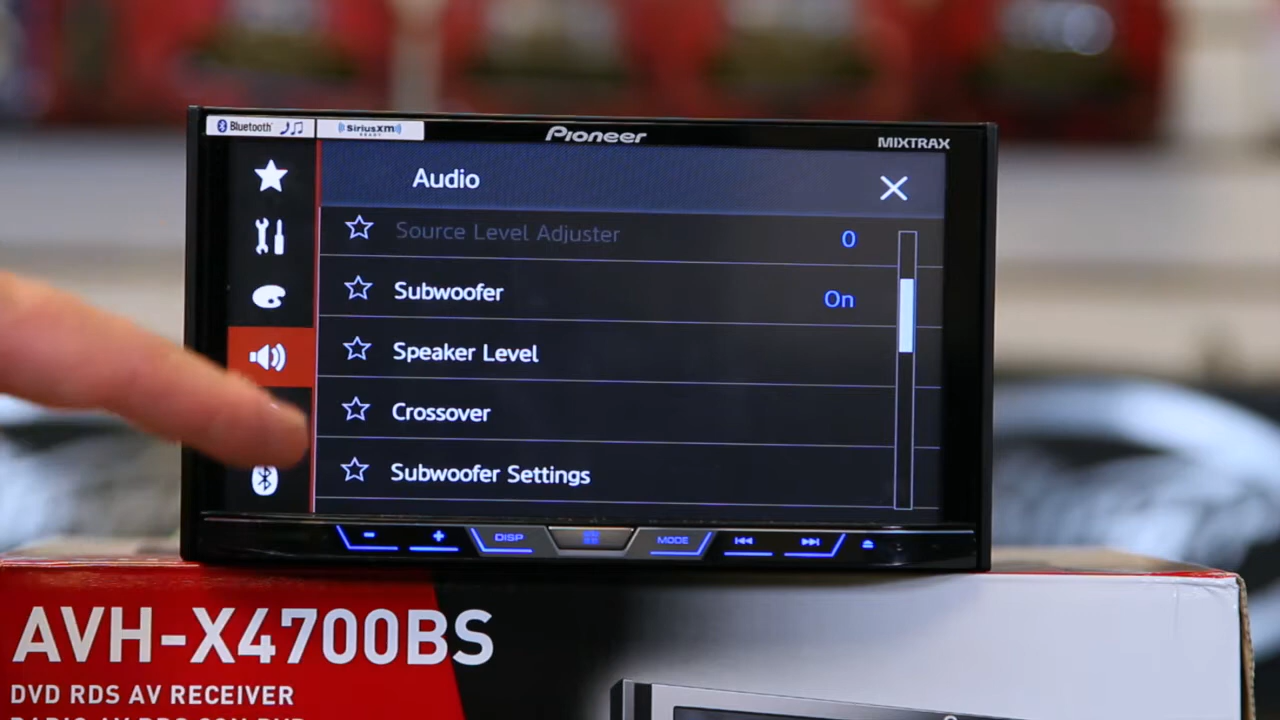 Bluetooth
SiriusXM
READY
Pioneer
MIXTRAX
Audio
Source Level Adjuster 0
Subwoofer On
Speaker Level
Crossover
Subwoofer Settings
DISP
MODE
AVH-X4700BS
DVD RDS AV RECEIVER